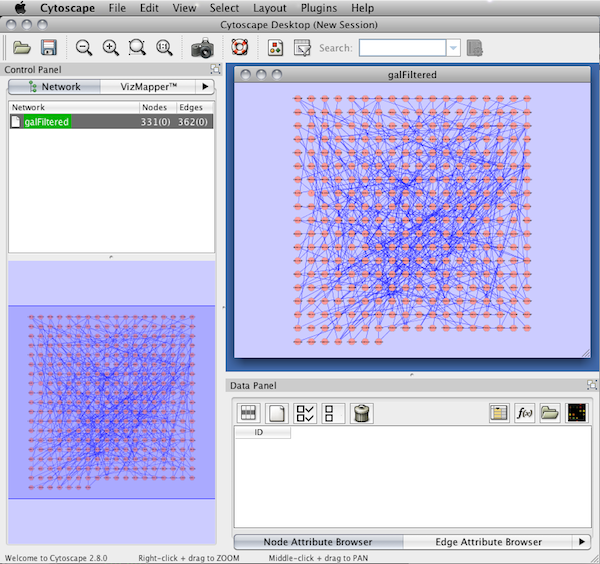 Cytoscape File Edit View Select Layout Plugins Help
Cytoscape Desktop (New Session)
Search:
Control Panel
Network VizMapper™
Network Nodes Edges
galFiltered 331(0) 362(0)
galFiltered
Data Panel
f(x)
ID
Node Attribute Browser Edge Attribute Browser
Welcome to Cytoscape 2.8.0 Right-click + drag to ZOOM Middle-click + drag to PAN